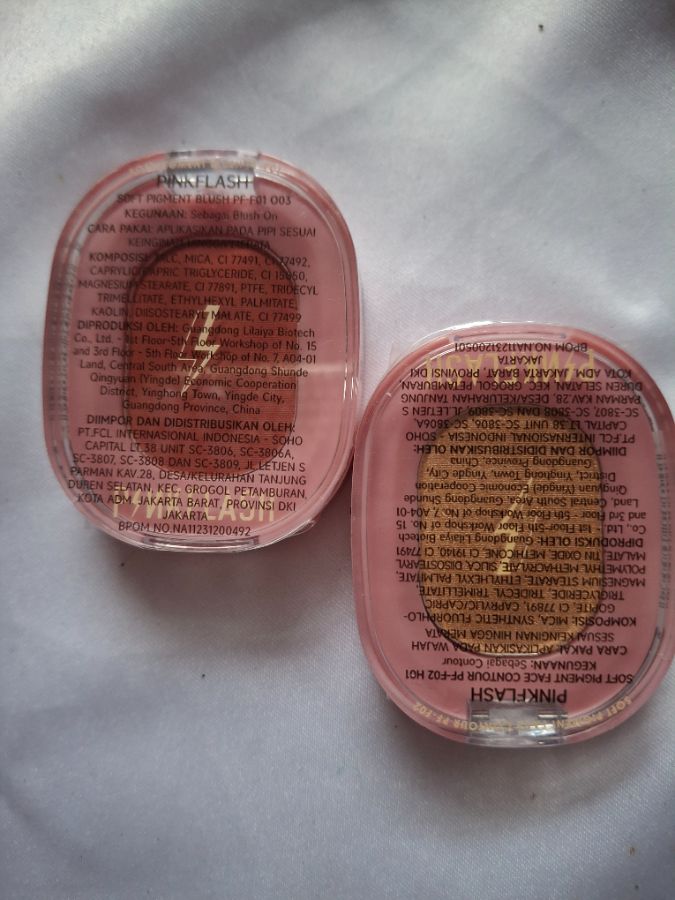 PINKFLASH
SOFT PIGMENT BLUSH PF-F01 O03
KEGUNAAN: Sebagai Blush On
CARA PAKAI: APLIKASIKAN PADA PIPI SESUAI
KEINGINAN HINGGA MERATA
KOMPOSISI: TALC, MICA, CI 77491, CI 77492,
CAPRYLIC/CAPRIC TRIGLYCERIDE, CI 15850,
MAGNESIUM STEARATE, CI 77891, PTFE, TRIDECYL
TRIMELLITATE, ETHYLHEXYL PALMITATE,
KAOLIN, DIISOSTEARYL MALATE, CI 77499
DIPRODUKSI OLEH: Guangdong Lilaiya Biotech
Co., Ltd. - 1st Floor-5th Floor Workshop of No. 15
and 3rd Floor - 5th Floor Workshop of No. 7, A04-01
Land, Central South Area, Guangdong Shunde
Qingyuan (Yingde) Economic Cooperation
District, Yinghong Town, Yingde City,
Guangdong Province, China
DIIMPOR DAN DIDISTRIBUSIKAN OLEH:
PT.FCL INTERNASIONAL INDONESIA - SOHO
CAPITAL LT.38 UNIT SC-3806, SC-3806A,
SC-3807, SC-3808 DAN SC-3809, JL LETJEN S
PARMAN KAV.28, DESA/KELURAHAN TANJUNG
DUREN SELATAN, KEC. GROGOL PETAMBURAN,
KOTA ADM. JAKARTA BARAT, PROVINSI DKI
JAKARTA
BPOM NO.NA11231200492
PINKFLASH
PINKFLASH
SOFT PIGMENT FACE CONTOUR PF-F02 H01
KEGUNAAN: Sebagai Contour
CARA PAKAI: APLIKASIKAN PADA WAJAH
SESUAI KEINGINAN HINGGA MERATA
KOMPOSISI: MICA, SYNTHETIC FLUORPHLO-
GOPITE, CI 77891, CAPRYLIC/CAPRIC
TRIGLYCERIDE, TRIDECYL TRIMELLITATE
MAGNESIUM STEARATE, ETHYLHEXYL PALMITATE,
POLYMETHYL METHACRYLATE, SILICA, DIISOSTEARYL
MALATE, TIN OXIDE, METHICONE, CI 19140, CI 77491
DIPRODUKSI OLEH: Guangdong Lilaiya Biotech
Co., Ltd. - 1st Floor-5th Floor Workshop of No. 15
and 3rd Floor - 5th Floor Workshop of No. 7, A04-01
Land, Central South Area, Guangdong Shunde
Qingyuan (Yingde) Economic Cooperation
District, Yinghong Town, Yingde City,
Guangdong Province, China
DIIMPOR DAN DIDISTRIBUSIKAN OLEH:
PT.FCL INTERNASIONAL INDONESIA - SOHO
CAPITAL LT.38 UNIT SC-3806, SC-3806A,
SC-3807, SC-3808 DAN SC-3809, JL LETJEN S
PARMAN KAV.28, DESA/KELURAHAN TANJUNG
DUREN SELATAN, KEC. GROGOL PETAMBURAN,
KOTA ADM. JAKARTA BARAT, PROVINSI DKI
JAKARTA
BPOM NO.NA11231200501
PINKFLASH
SOFT PIGMENT FACE CONTOUR PF-F02